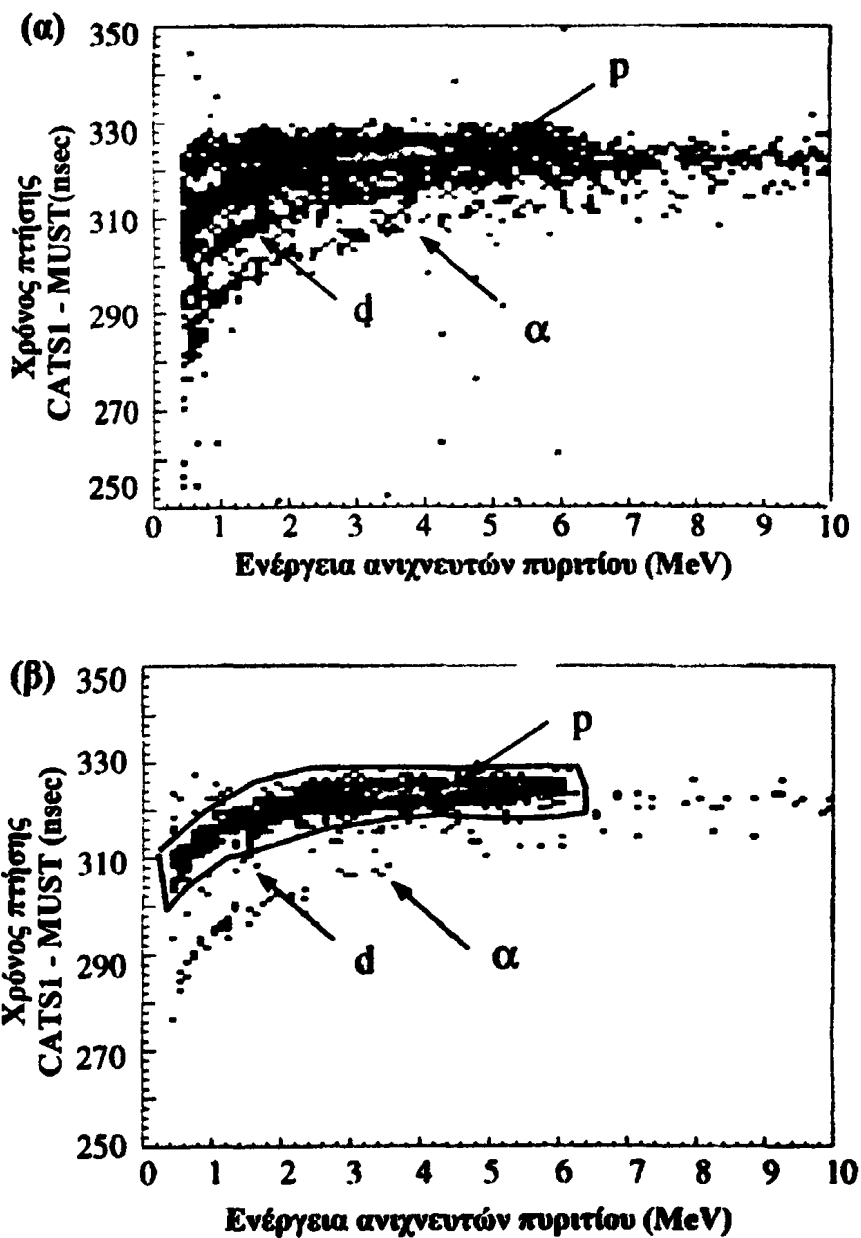 (α)
350
330
310
290
270
250
Χρόνος πτήσης
CATS1 - MUST(nsec)
p
d
α
0 1 2 3 4 5 6 7 8 9 10
Ενέργεια ανιχνευτών πυριτίου (MeV)
(β)
350
330
310
290
270
250
Χρόνος πτήσης
CATS1 - MUST (nsec)
p
d
α
0 1 2 3 4 5 6 7 8 9 10
Ενέργεια ανιχνευτών πυριτίου (MeV)